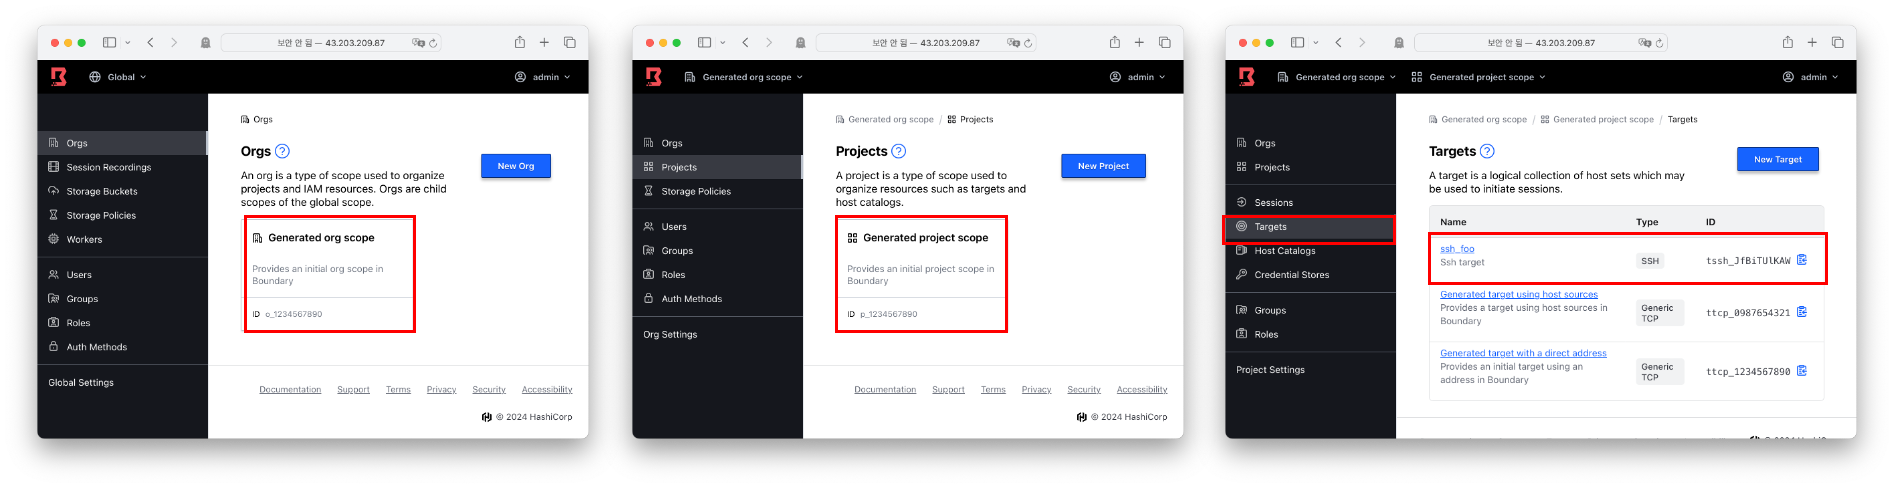 보안 안 됨 — 43.203.209.87
Global
admin
Orgs
Session Recordings
Storage Buckets
Storage Policies
Workers
Users
Groups
Roles
Auth Methods
Global Settings
Orgs
Orgs
New Org
An org is a type of scope used to organize
projects and IAM resources. Orgs are child
scopes of the global scope.
Generated org scope
Provides an initial org scope in
Boundary
ID o_1234567890
Documentation Support Terms Privacy Security Accessibility
© 2024 HashiCorp
보안 안 됨 — 43.203.209.87
Generated org scope
admin
Orgs
Projects
Storage Policies
Users
Groups
Roles
Auth Methods
Org Settings
Generated org scope / Projects
Projects
New Project
A project is a type of scope used to
organize resources such as targets and
host catalogs.
Generated project scope
Provides an initial project scope in
Boundary
ID p_1234567890
Documentation Support Terms Privacy Security Accessibility
© 2024 HashiCorp
보안 안 됨 — 43.203.209.87
Generated org scope
Generated project scope
admin
Orgs
Projects
Sessions
Targets
Host Catalogs
Credential Stores
Groups
Roles
Project Settings
Generated org scope / Generated project scope / Targets
Targets
New Target
A target is a logical collection of host sets which may
be used to initiate sessions.
Name Type ID
ssh_foo
Ssh target
SSH
tssh_JfBiTUlKAW
Generated target using host sources
Provides a target using host sources in
Boundary
Generic
TCP
ttcp_0987654321
Generated target with a direct address
Provides an initial target using an
address in Boundary
Generic
TCP
ttcp_1234567890